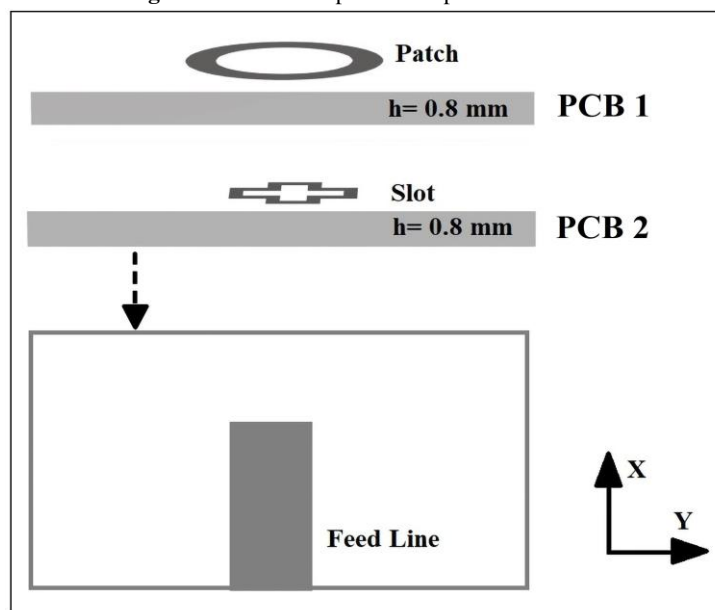 Patch
h= 0.8 mm
PCB 1
Slot
h= 0.8 mm
PCB 2
X
Y
Feed Line